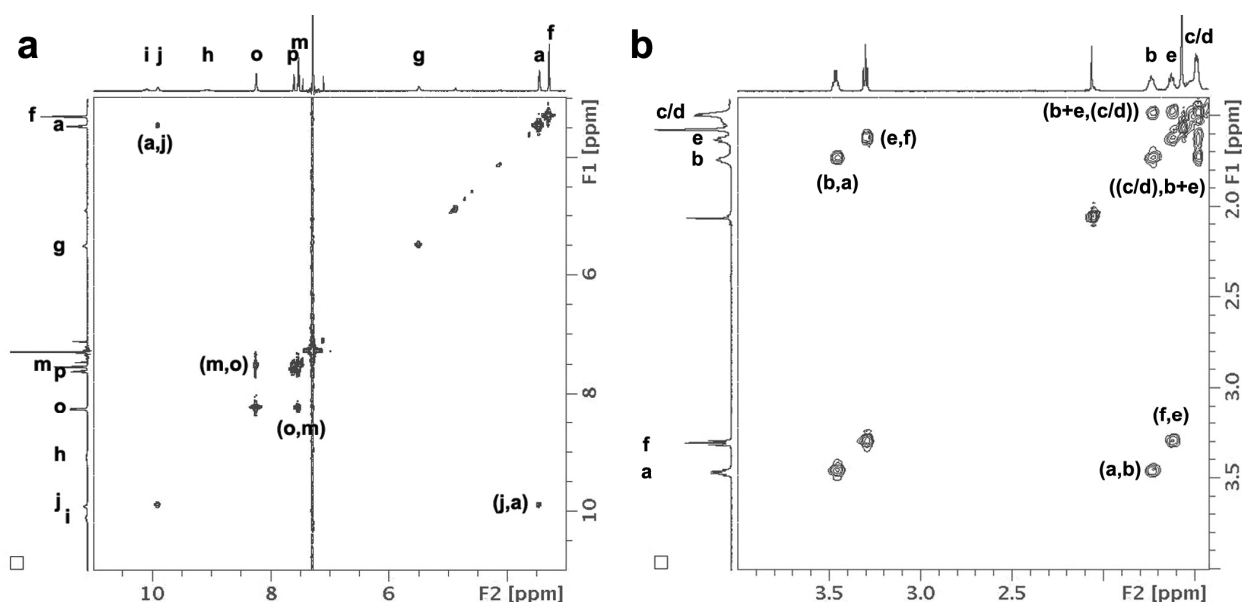 a
i j h o p m g a f
f
a
(a,j)
g
m
p
(m,o)
o
(o,m)
h
j
(j,a)
i
6
8
10
F1 [ppm]
10 8 6 F2 [ppm]
b
b e c/d
c/d
(b+e,(c/d))
e
(e,f)
b
(b,a)
((c/d),b+e)
(f,e)
f
(a,b)
a
2.0
2.5
3.0
3.5
F1 [ppm]
3.5 3.0 2.5 F2 [ppm]